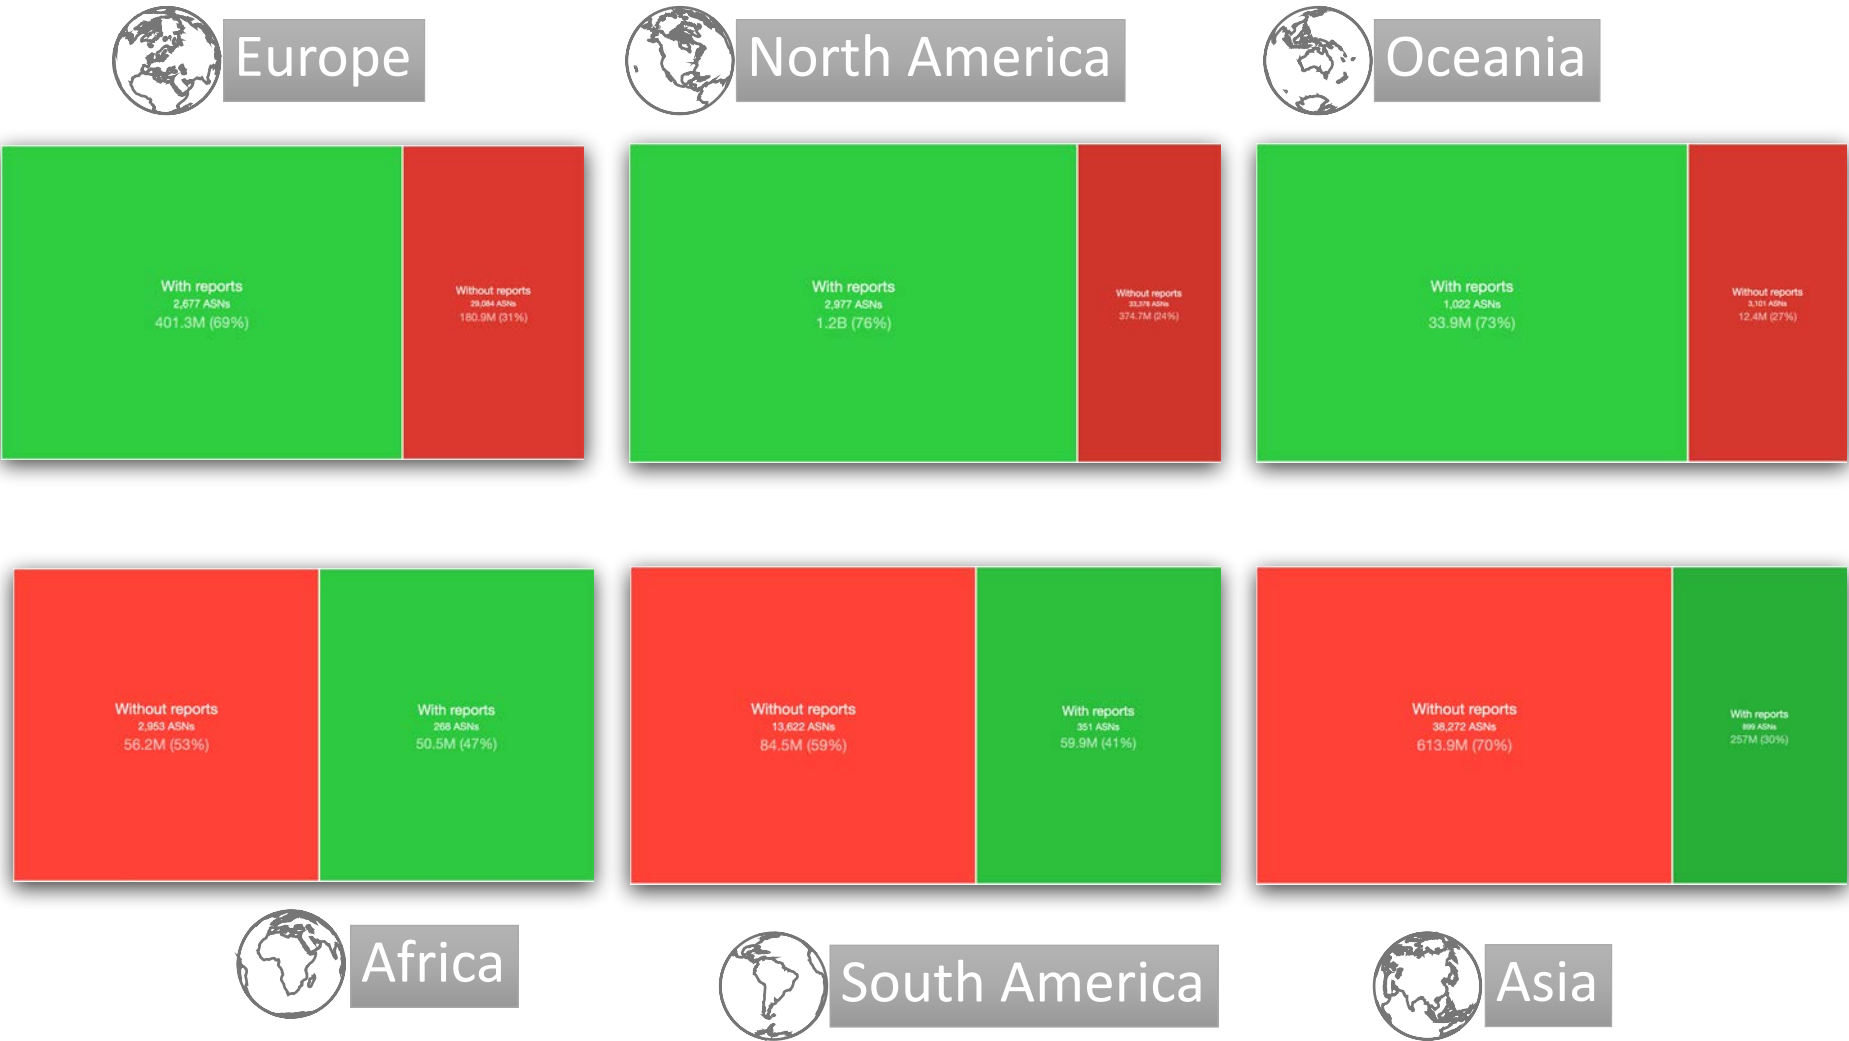 Europe
North America
Oceania
With reports
2,677 ASNs
401.3M (69%)
Without reports
29,084 ASNs
180.9M (31%)
With reports
2,977 ASNs
1.2B (76%)
Without reports
33,378 ASNs
374.7M (24%)
With reports
1,022 ASNs
33.9M (73%)
Without reports
3,101 ASNs
12.4M (27%)
Without reports
2,953 ASNs
56.2M (53%)
With reports
268 ASNs
50.5M (47%)
Without reports
13,622 ASNs
84.5M (59%)
With reports
351 ASNs
59.9M (41%)
Without reports
38,272 ASNs
613.9M (70%)
With reports
ASNs
257M (30%)
Africa
South America
Asia